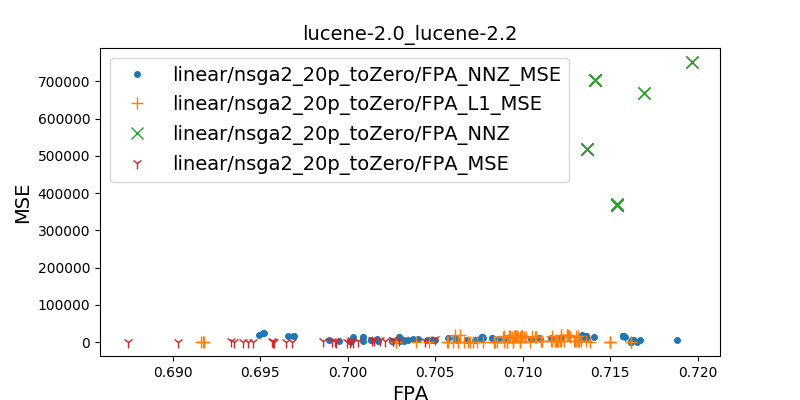 lucene-2.0_lucene-2.2
linear/nsga2_20p_toZero/FPA_NNZ_MSE
linear/nsga2_20p_toZero/FPA_L1_MSE
linear/nsga2_20p_toZero/FPA_NNZ
linear/nsga2_20p_toZero/FPA_MSE
MSE
700000
600000
500000
400000
300000
200000
100000
0
0.690 0.695 0.700 0.705 0.710 0.715 0.720
FPA